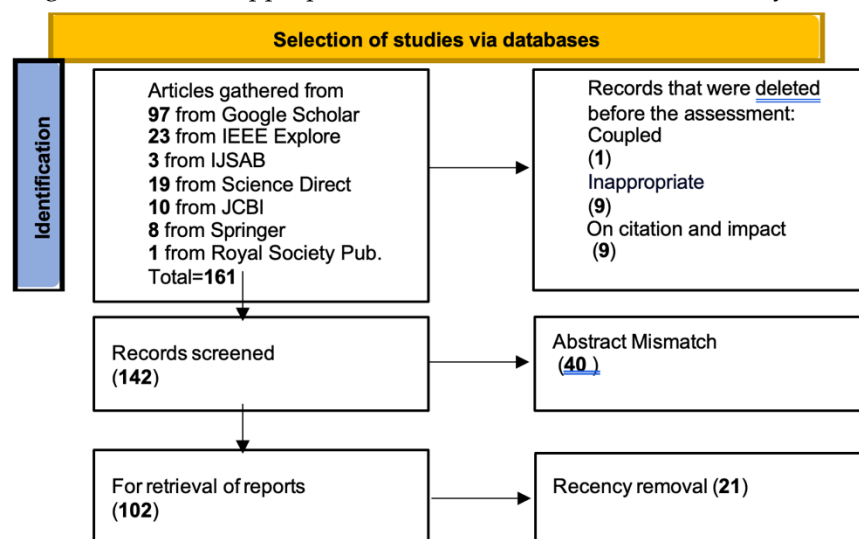 Selection of studies via databases
Identification
Articles gathered from
97 from Google Scholar
23 from IEEE Explore
3 from IJSAB
19 from Science Direct
10 from JCBI
8 from Springer
1 from Royal Society Pub.
Total=161
Records that were deleted
before the assessment:
Coupled
(1)
Inappropriate
(9)
On citation and impact
(9)
Records screened
(142)
Abstract Mismatch
(40 )
For retrieval of reports
(102)
Recency removal (21)